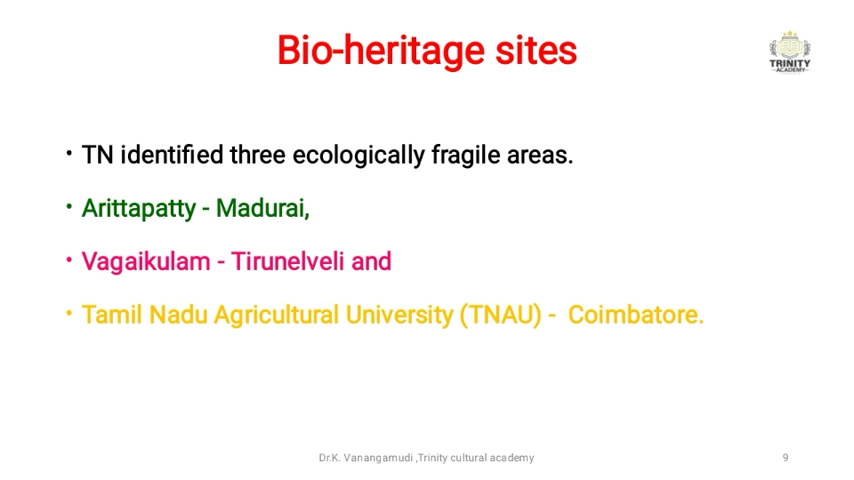 Bio-heritage sites
TRINITY
ACADEMY
• TN identified three ecologically fragile areas.
• Arittapatty - Madurai,
• Vagaikulam - Tirunelveli and
• Tamil Nadu Agricultural University (TNAU) - Coimbatore.
Dr.K. Vanangamudi ,Trinity cultural academy
9